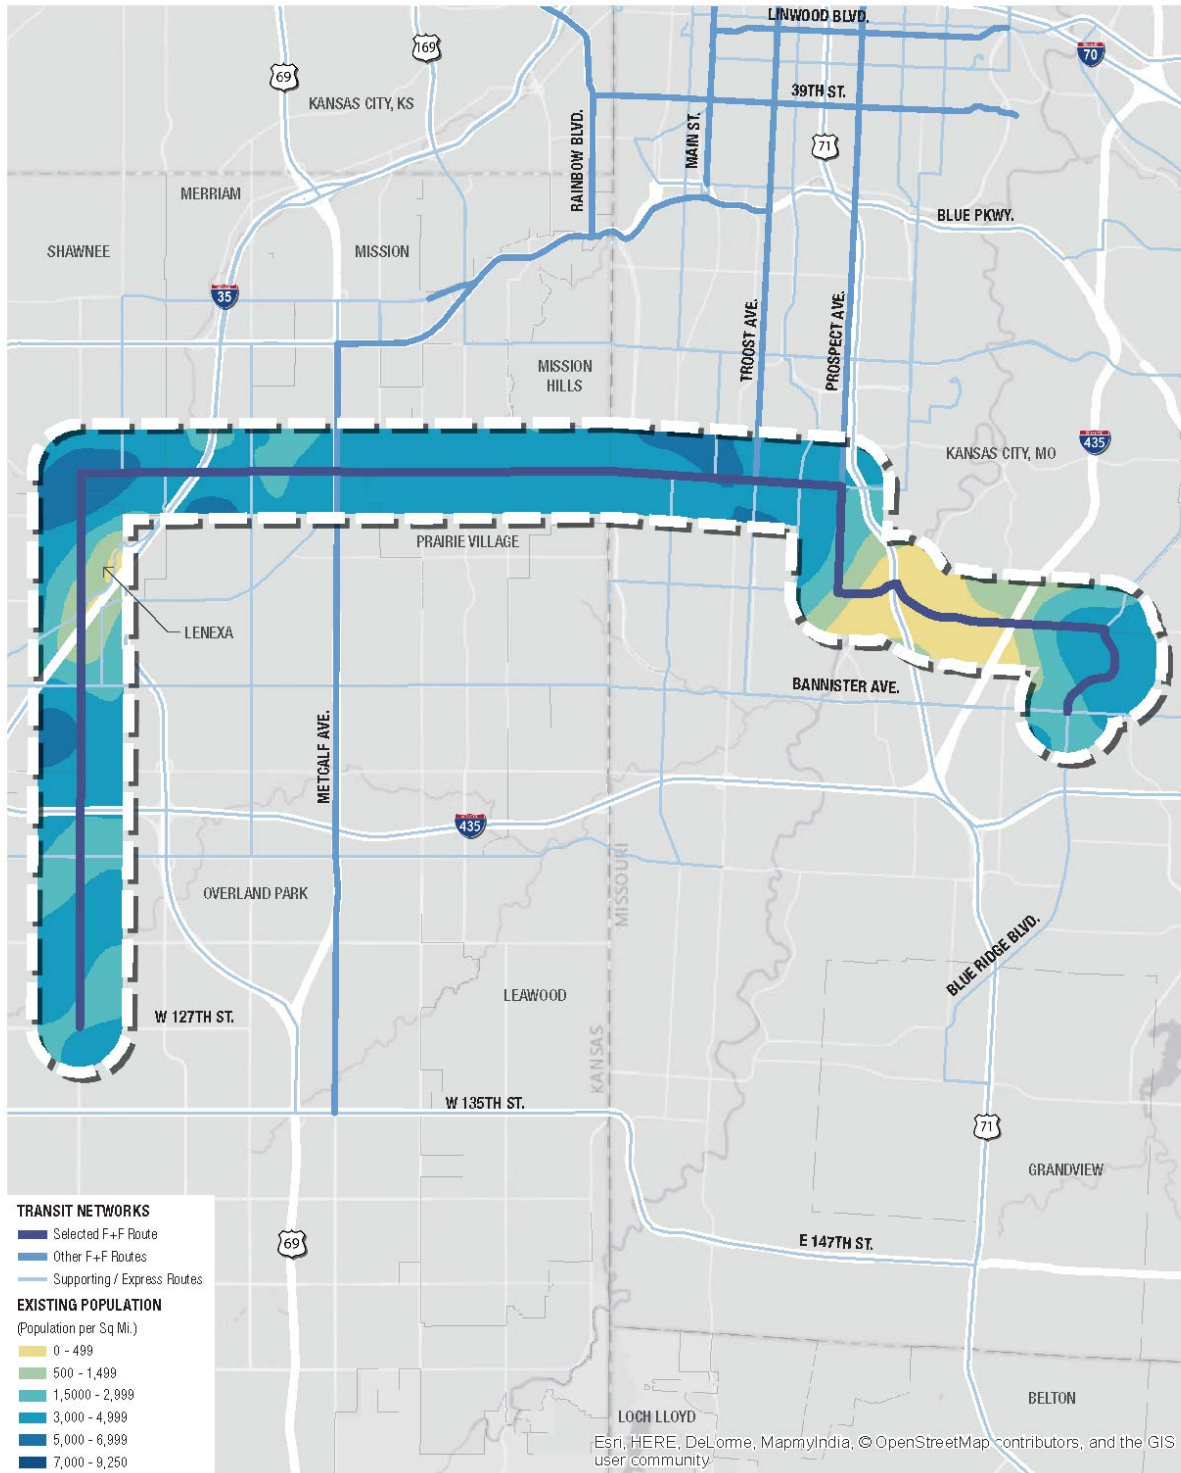 LINWOOD BLVD.
69
169
70
KANSAS CITY, KS
39TH ST.
RAINBOW BLVD.
MAIN ST.
71
MERRIAM
BLUE PKWY.
SHAWNEE
MISSION
35
TROOST AVE.
PROSPECT AVE.
MISSION
HILLS
KANSAS CITY, MO
435
PRAIRIE VILLAGE
LENEXA
BANNISTER AVE.
METCALF AVE.
435
MISSOURI
OVERLAND PARK
BLUE RIDGE BLVD.
LEAWOOD
W 127TH ST.
KANSAS
W 135TH ST.
71
GRANDVIEW
E 147TH ST.
69
TRANSIT NETWORKS
Selected F+F Route
Other F+F Routes
Supporting / Express Routes
EXISTING POPULATION
(Population per Sq Mi.)
0 - 499
500 - 1,499
1,5000 - 2,999
3,000 - 4,999
5,000 - 6,999
7,000 - 9,250
BELTON
LOCH LLOYD
Esri, HERE, DeLorme, MapmyIndia, © OpenStreetMap contributors, and the GIS
user community